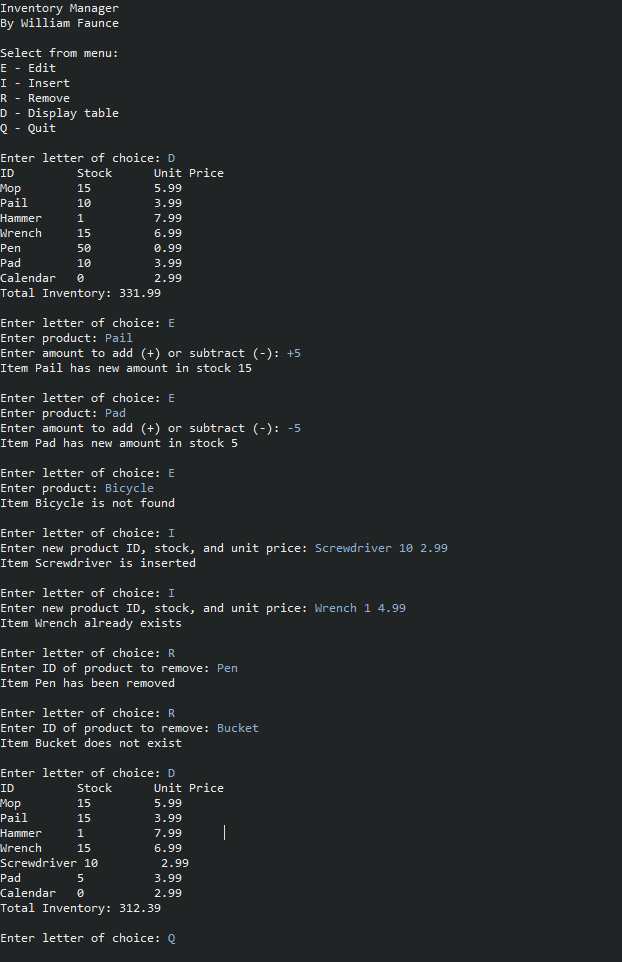 Inventory Manager
By William Faunce
Select from menu:
E - Edit
I - Insert
R - Remove
D - Display table
Q - Quit
Enter letter of choice: D
ID         Stock      Unit Price
Mop        15         5.99
Pail       10         3.99
Hammer     1          7.99
Wrench     15         6.99
Pen        50         0.99
Pad        10         3.99
Calendar   0          2.99
Total Inventory: 331.99
Enter letter of choice: E
Enter product: Pail
Enter amount to add (+) or subtract (-): +5
Item Pail has new amount in stock 15
Enter letter of choice: E
Enter product: Pad
Enter amount to add (+) or subtract (-): -5
Item Pad has new amount in stock 5
Enter letter of choice: E
Enter product: Bicycle
Item Bicycle is not found
Enter letter of choice: I
Enter new product ID, stock, and unit price: Screwdriver 10 2.99
Item Screwdriver is inserted
Enter letter of choice: I
Enter new product ID, stock, and unit price: Wrench 1 4.99
Item Wrench already exists
Enter letter of choice: R
Enter ID of product to remove: Pen
Item Pen has been removed
Enter letter of choice: R
Enter ID of product to remove: Bucket
Item Bucket does not exist
Enter letter of choice: D
ID         Stock      Unit Price
Mop        15         5.99
Pail       15         3.99
Hammer     1          7.99
Wrench     15         6.99
Screwdriver 10         2.99
Pad        5          3.99
Calendar   0          2.99
Total Inventory: 312.39
Enter letter of choice: Q